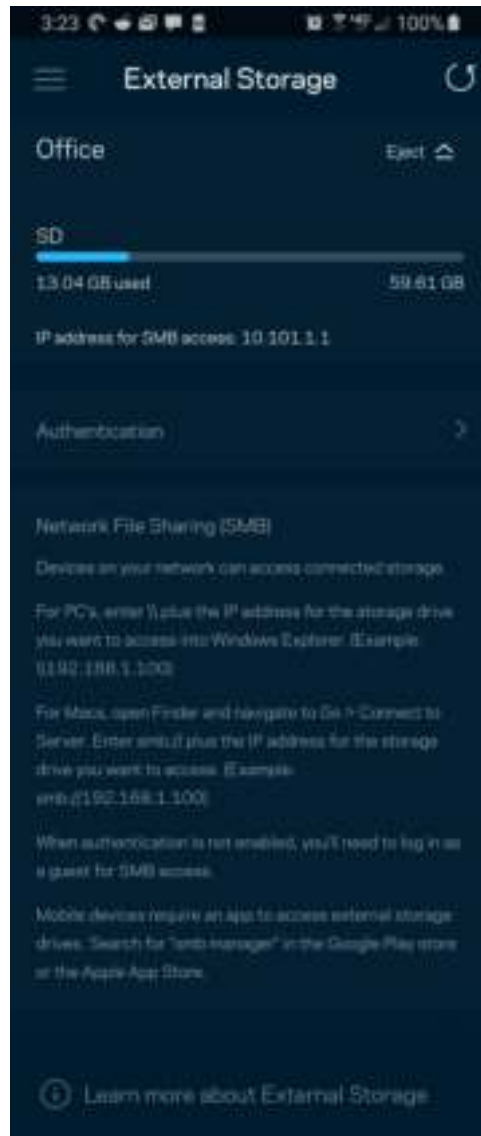 3:23 100%
External Storage
Office Eject
SD
13.04 GB used 59.61 GB
IP address for SMB access: 10.101.1.1
Authentication
Network File Sharing (SMB)
Devices on your network can access connected storage.
For PC's, enter \\ plus the IP address for the storage drive
you want to access into Windows Explorer. (Example:
\\192.168.1.100)
For Macs, open Finder and navigate to Go > Connect to
Server. Enter smb:// plus the IP address for the storage
drive you want to access. (Example:
smb://192.168.1.100)
When authentication is not enabled, you'll need to log in as
a guest for SMB access.
Mobile devices require an app to access external storage
drives. Search for "smb manager" in the Google Play store
or the Apple App Store.
Learn more about External Storage